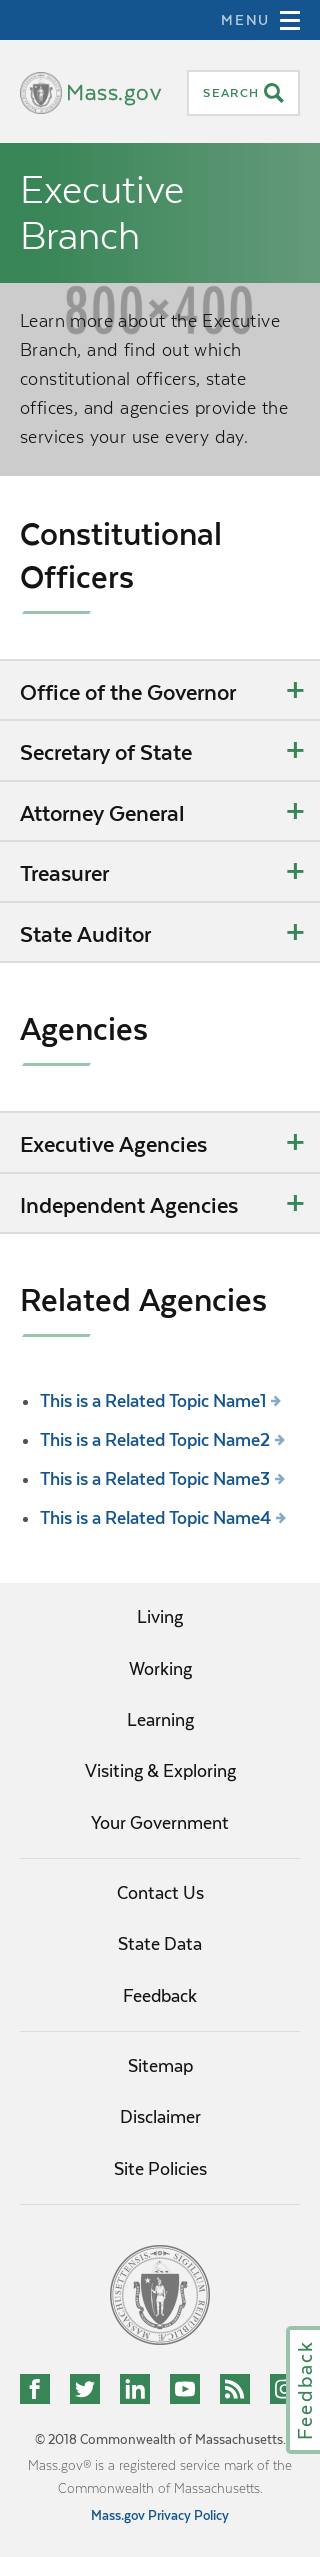 MENU
Mass.gov
SEARCH
Executive
Branch
800×400
Learn more about the Executive
Branch, and find out which
constitutional officers, state
offices, and agencies provide the
services your use every day.
Constitutional
Officers
Office of the Governor
Secretary of State
Attorney General
Treasurer
State Auditor
Agencies
Executive Agencies
Independent Agencies
Related Agencies
This is a Related Topic Name1
This is a Related Topic Name2
This is a Related Topic Name3
This is a Related Topic Name4
Living
Working
Learning
Visiting & Exploring
Your Government
Contact Us
State Data
Feedback
Sitemap
Disclaimer
Site Policies
Feedback
© 2018 Commonwealth of Massachusetts.
Mass.gov® is a registered service mark of the
Commonwealth of Massachusetts.
Mass.gov Privacy Policy